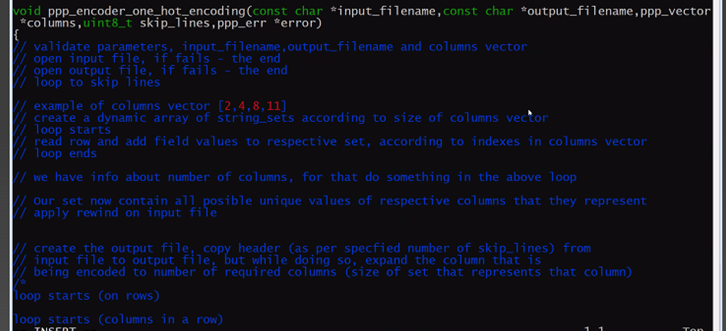 void ppp_encoder_one_hot_encoding(const char *input_filename,const char *output_filename,ppp_vector
*columns,uint8_t skip_lines,ppp_err *error)
{
// validate parameters, input_filename,output_filename and columns vector
// open input file, if fails - the end
// open output file, if fails - the end
// loop to skip lines
// example of columns vector [2,4,8,11]
// create a dynamic array of string_sets according to size of columns vector
// loop starts
// read row and add field values to respective set, according to indexes in columns vector
// loop ends
// we have info about number of columns, for that do something in the above loop
// Our set now contain all posible unique values of respective columns that they represent
// apply rewind on input file
// create the output file, copy header (as per specfied number of skip_lines) from
// input file to output file, but while doing so, expand the column that is
// being encoded to number of required columns (size of set that represents that column)
/*
loop starts (on rows)
loop starts (columns in a row)
-- INSERT -- 1,1 Top